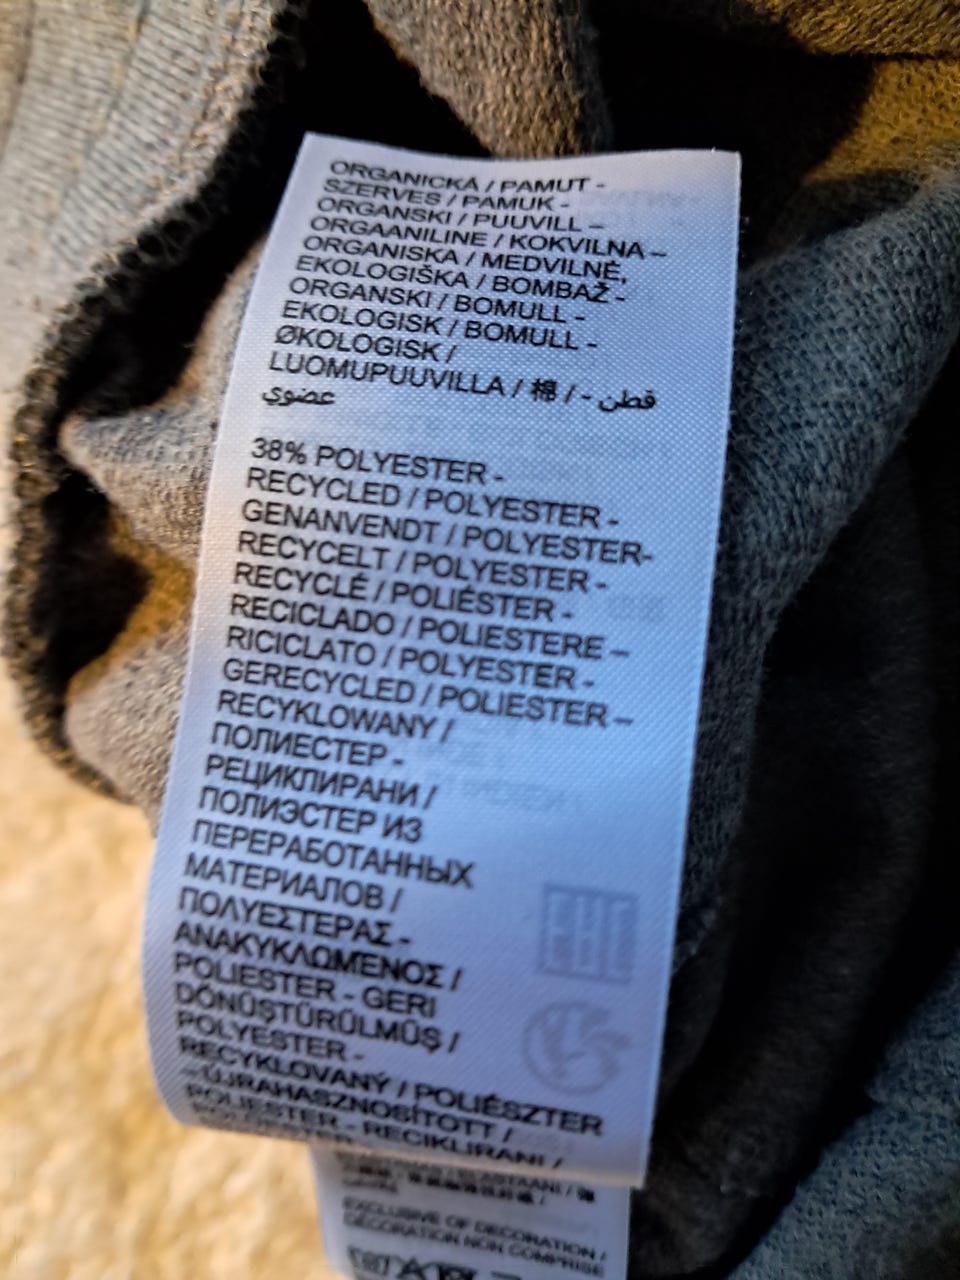 ORGANICKÁ / PAMUT -
SZERVES / PAMUK -
ORGANSKI / PUUVILL –
ORGAANILINE / KOKVILNA –
ORGANISKA / MEDVILNĖ,
EKOLOGIŠKA / BOMBAŽ -
ORGANSKI / BOMULL -
EKOLOGISK / BOMULL -
ØKOLOGISK /
LUOMUPUUVILLA / 棉 / - قطن
عضوي
38% POLYESTER -
RECYCLED / POLYESTER -
GENANVENDT / POLYESTER-
RECYCELT / POLYESTER -
RECYCLÉ / POLIÉSTER -
RECICLADO / POLIESTERE –
RICICLATO / POLYESTER -
GERECYCLED / POLIESTER –
RECYKLOWANY /
ПОЛИЕСТЕР -
РЕЦИКЛИРАНИ /
ПОЛИЭСТЕР ИЗ
ПЕРЕРАБОТАННЫХ
МАТЕРИАЛОВ /
ΠΟΛΥΕΣΤΕΡΑΣ -
ΑΝΑΚΥΚΛΩΜΕΝΟΣ /
POLIESTER - GERI
DÖNÜŞTÜRÜLMÜŞ /
POLYESTER -
RECYKLOVANÝ / POLIÉSZTER
– ÚJRAHASZNOSÍTOTT /
POLIESTER - RECIKLIRANI /
EXCLUSIVE OF DECORATION /
DÉCORATION NON COMPRISE